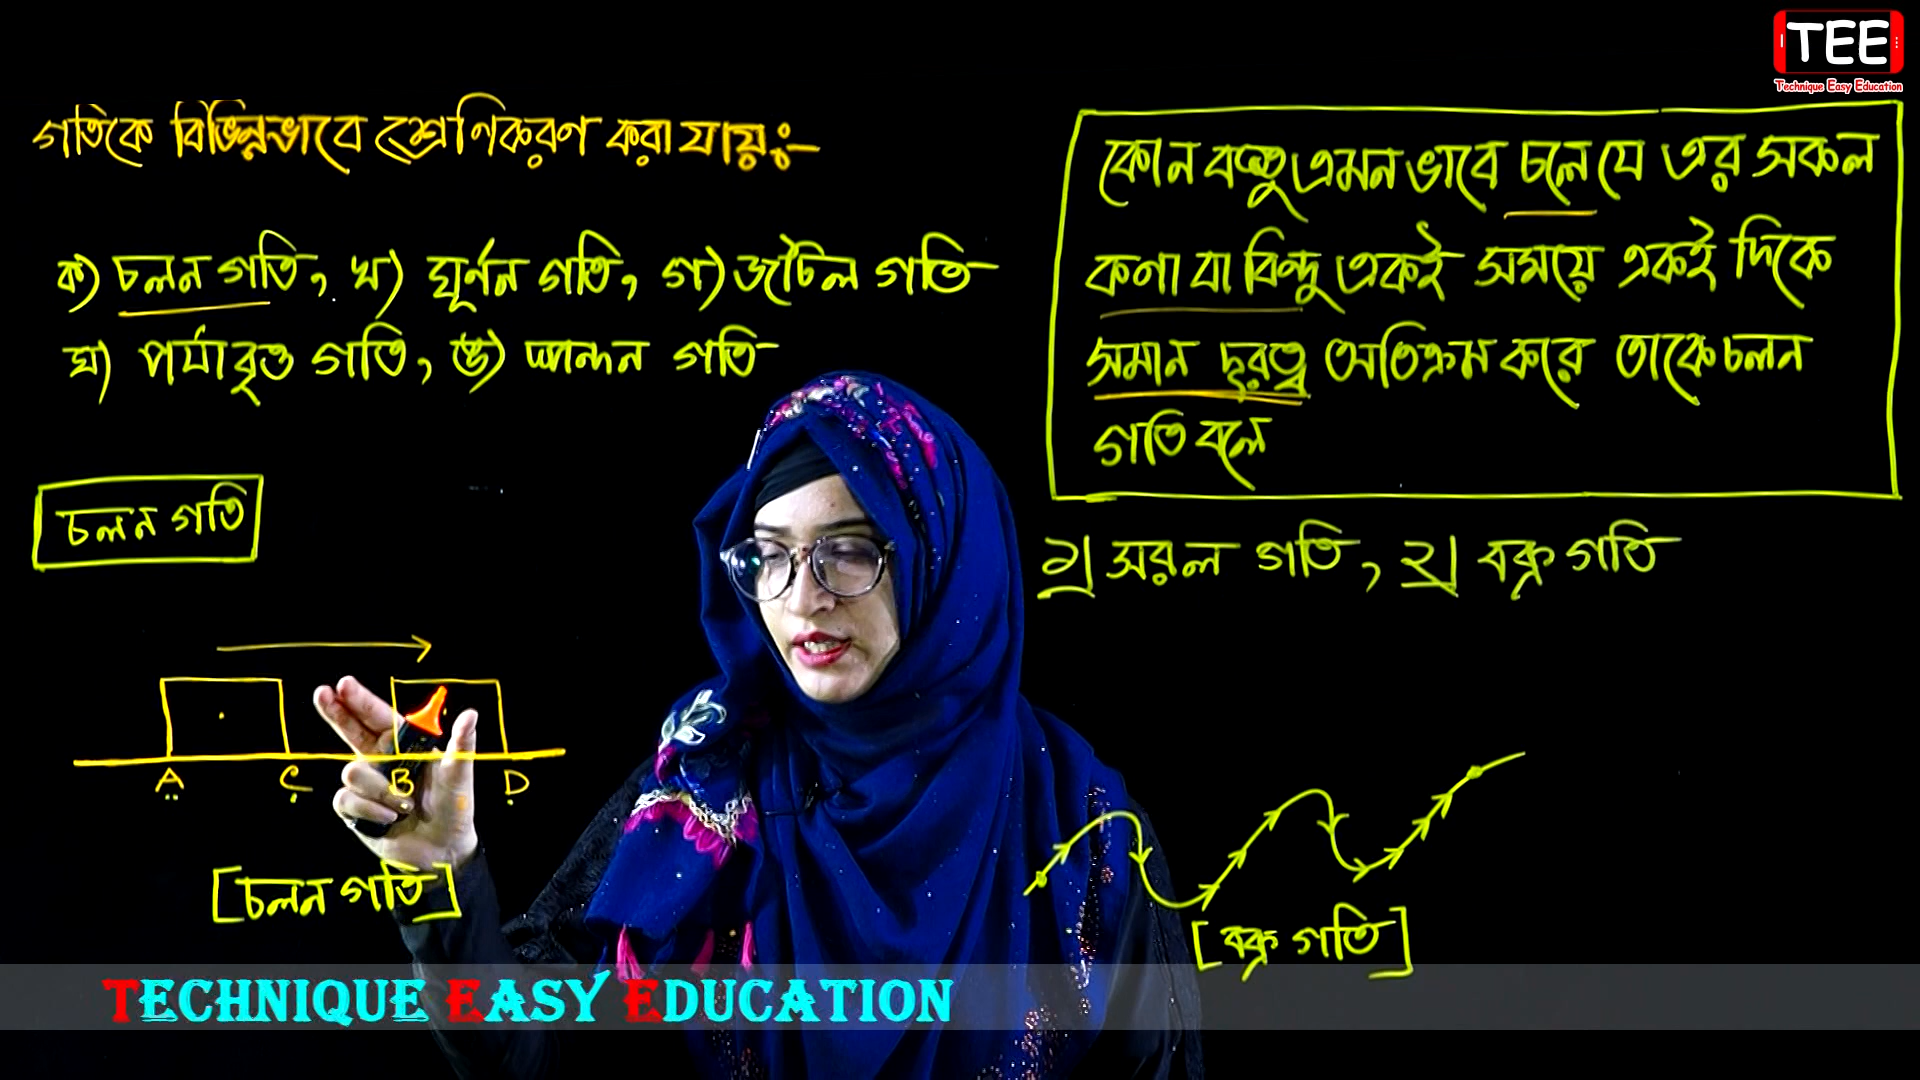 TEE
Technique Easy Education
গতিকে বিভিন্নভাবে শ্রেণিকরণ করা যায়ঃ-
ক) চলন গতি, খ) ঘূর্ণন গতি, গ) জটিল গতি
ঘ) পর্যাবৃত্ত গতি, ঙ) স্পন্দন গতি
কোন বস্তু এমন ভাবে চলে যে এর সকল
কণা বা বিন্দু একই সময়ে একই দিকে
সমান দূরত্ব অতিক্রম করে তাকে চলন
গতি বলে
চলন গতি
১) সরল গতি, ২) বক্র গতি
A C B D
[চলন গতি]
[বক্র গতি]
TECHNIQUE EASY EDUCATION